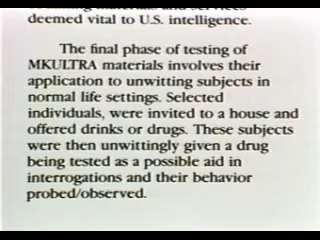 deemed vital to U.S. intelligence.
The final phase of testing of
MKULTRA materials involves their
application to unwitting subjects in
normal life settings. Selected
individuals, were invited to a house and
offered drinks or drugs. These subjects
were then unwittingly given a drug
being tested as a possible aid in
interrogations and their behavior
probed/observed.